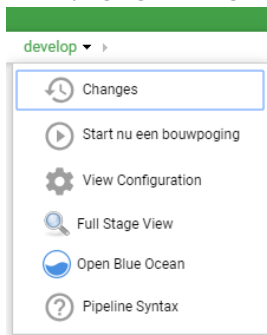 develop
Changes
Start nu een bouwpoging
View Configuration
Full Stage View
Open Blue Ocean
Pipeline Syntax